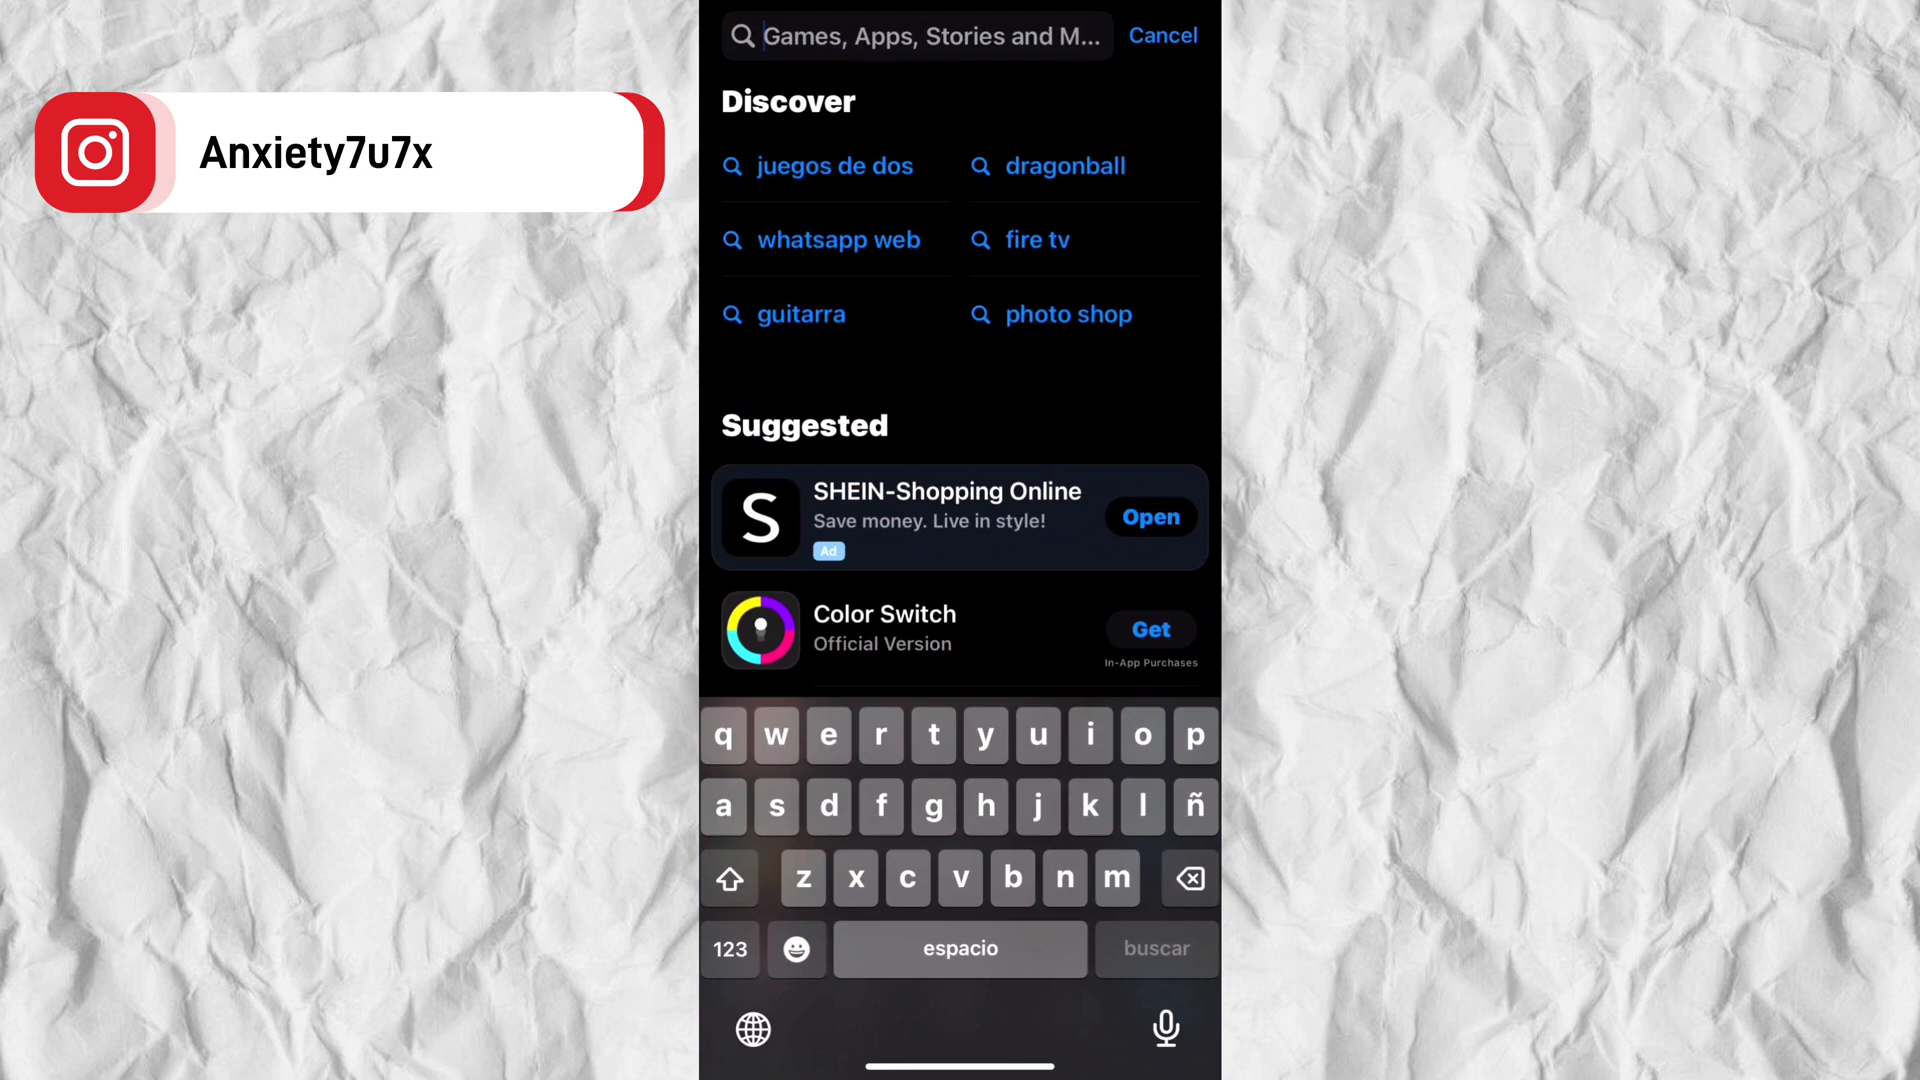 Games, Apps, Stories and M...
Cancel
Anxiety7u7x
Discover
juegos de dos
dragonball
whatsapp web
fire tv
guitarra
photo shop
Suggested
S
SHEIN-Shopping Online
Save money. Live in style!
Ad
Open
Color Switch
Official Version
Get
In-App Purchases
q w e r t y u i o p
a s d f g h j k l ñ
z x c v b n m
123
espacio
buscar